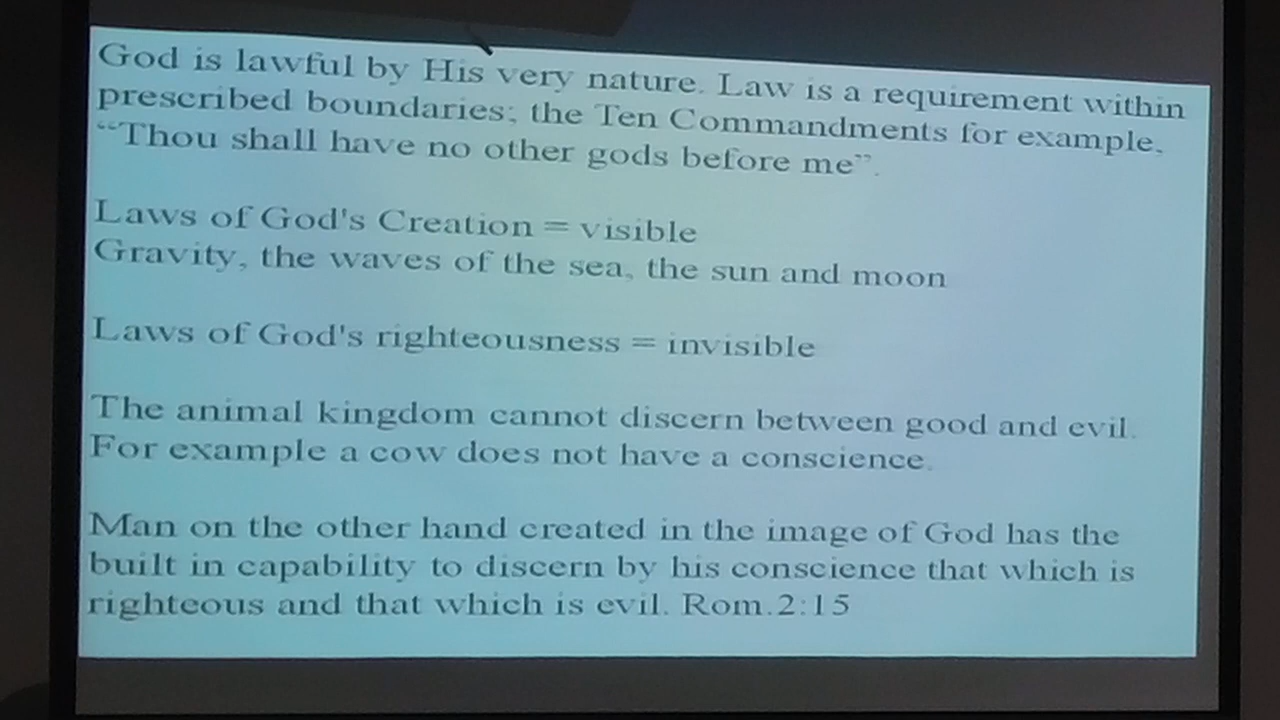 God is lawful by His very nature. Law is a requirement within
prescribed boundaries; the Ten Commandments for example,
“Thou shall have no other gods before me”.
Laws of God's Creation = visible
Gravity, the waves of the sea, the sun and moon
Laws of God's righteousness = invisible
The animal kingdom cannot discern between good and evil.
For example a cow does not have a conscience.
Man on the other hand created in the image of God has the
built in capability to discern by his conscience that which is
righteous and that which is evil. Rom.2:15